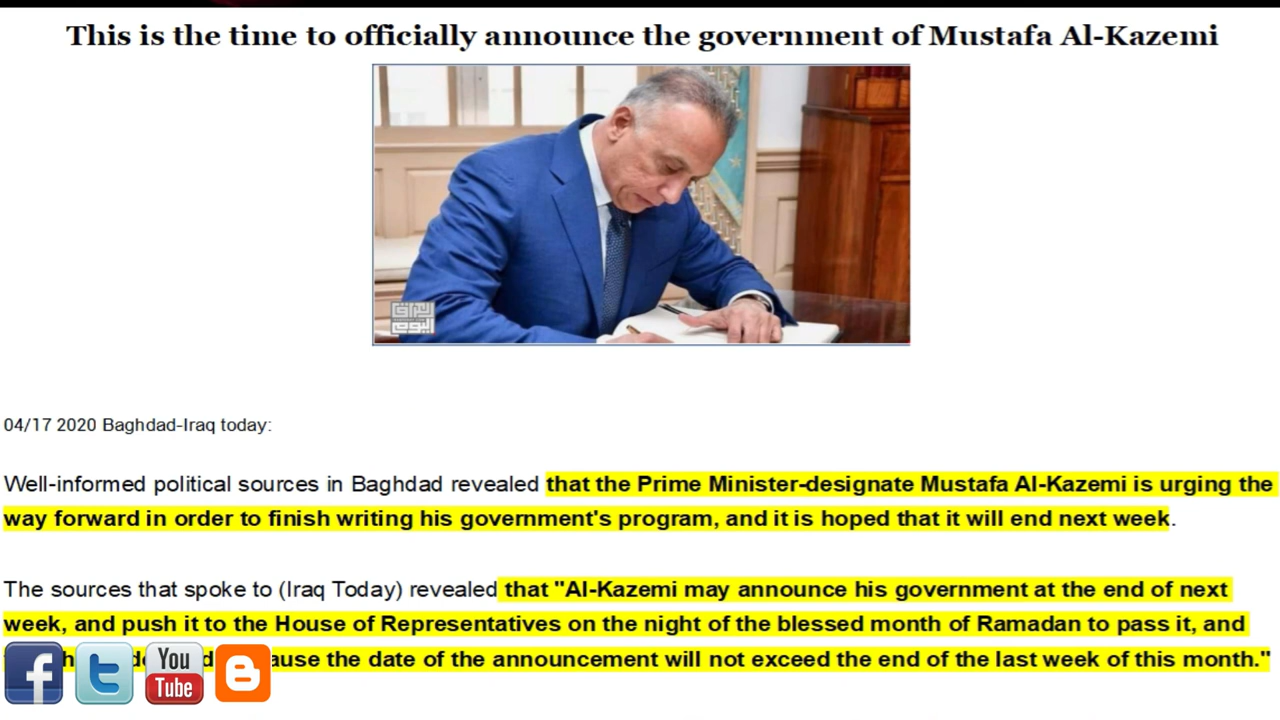 This is the time to officially announce the government of Mustafa Al-Kazemi
04/17 2020 Baghdad-Iraq today:
Well-informed political sources in Baghdad revealed that the Prime Minister-designate Mustafa Al-Kazemi is urging the
way forward in order to finish writing his government's program, and it is hoped that it will end next week.
The sources that spoke to (Iraq Today) revealed that "Al-Kazemi may announce his government at the end of next
week, and push it to the House of Representatives on the night of the blessed month of Ramadan to pass it, and
the date of the announcement will not exceed the end of the last week of this month."
You
Tube